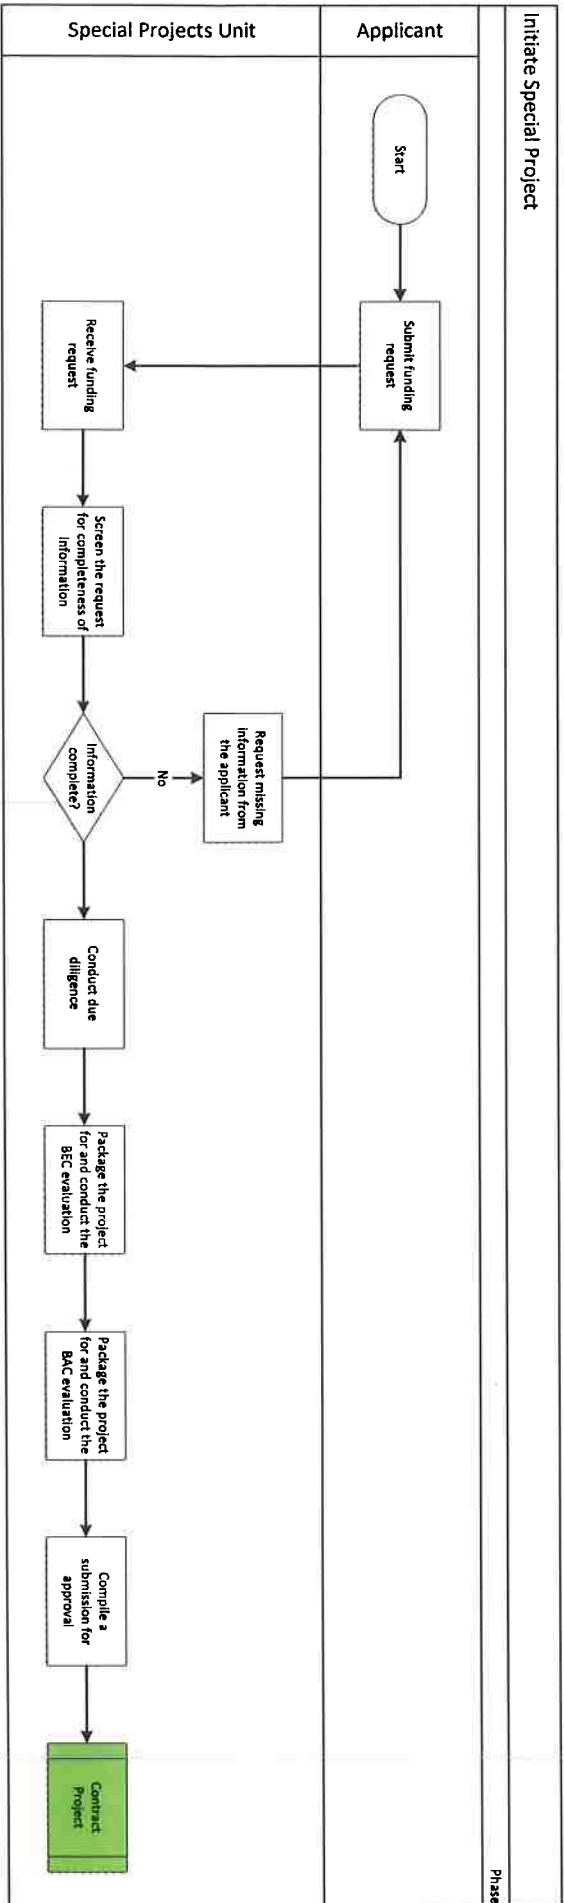 Initiate Special Project
Phase
Applicant
Special Projects Unit
Start
Submit funding
request
Receive funding
request
Screen the request
for completeness of
information
Information
complete?
No
Request missing
information from
the applicant
Conduct due
diligence
Package the project
for and conduct the
BEC evaluation
Package the project
for and conduct the
BAC evaluation
Compile a
submission for
approval
Contract
Project